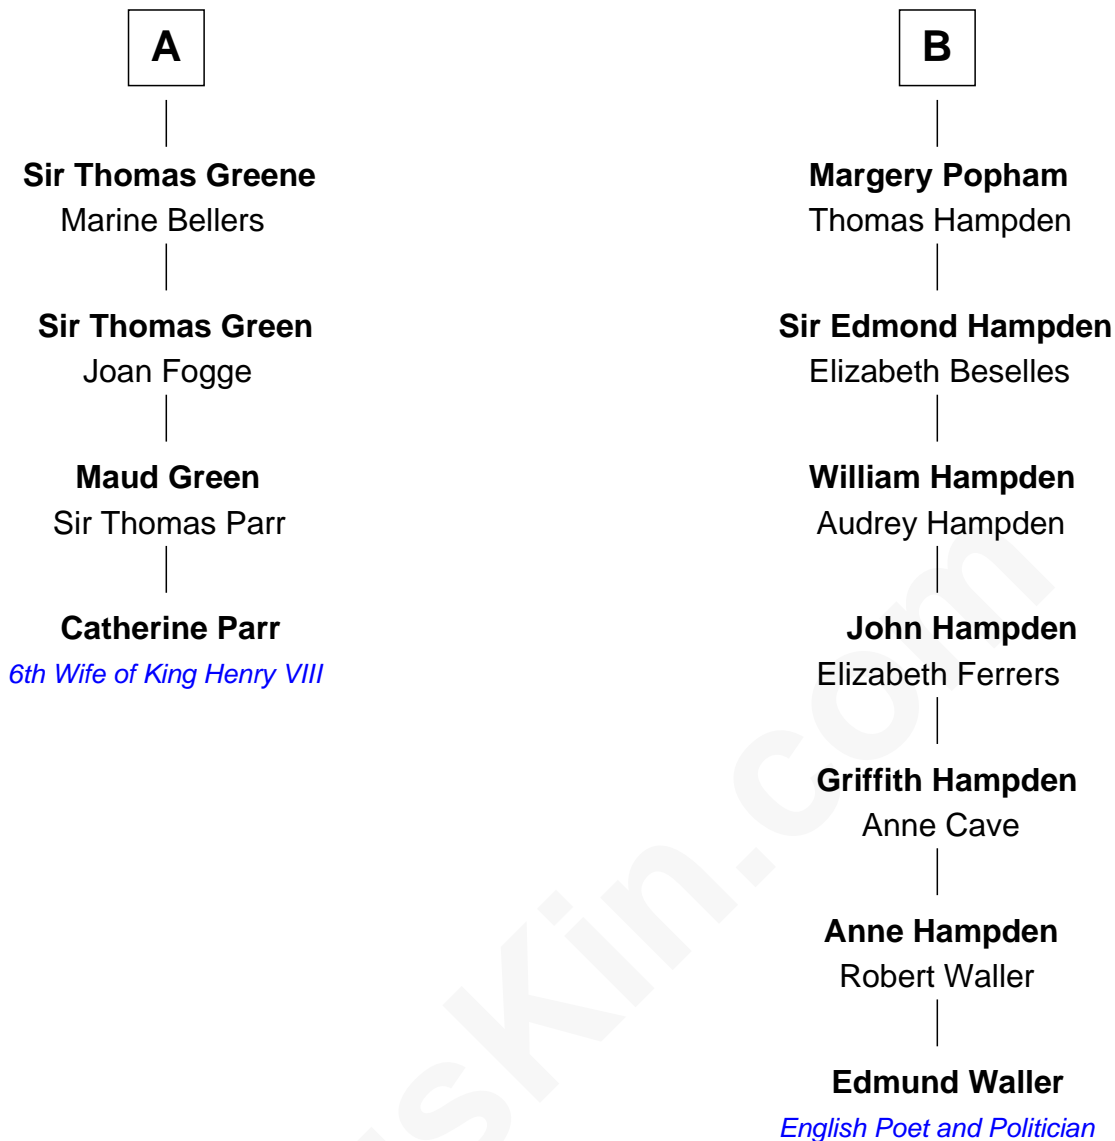 A
Sir Thomas Greene
Marine Bellers
Sir Thomas Green
Joan Fogge
Maud Green
Sir Thomas Parr
Catherine Parr
6th Wife of King Henry VIII
B
Margery Popham
Thomas Hampden
Sir Edmond Hampden
Elizabeth Beselles
William Hampden
Audrey Hampden
John Hampden
Elizabeth Ferrers
Griffith Hampden
Anne Cave
Anne Hampden
Robert Waller
Edmund Waller
English Poet and Politician
sKin.com